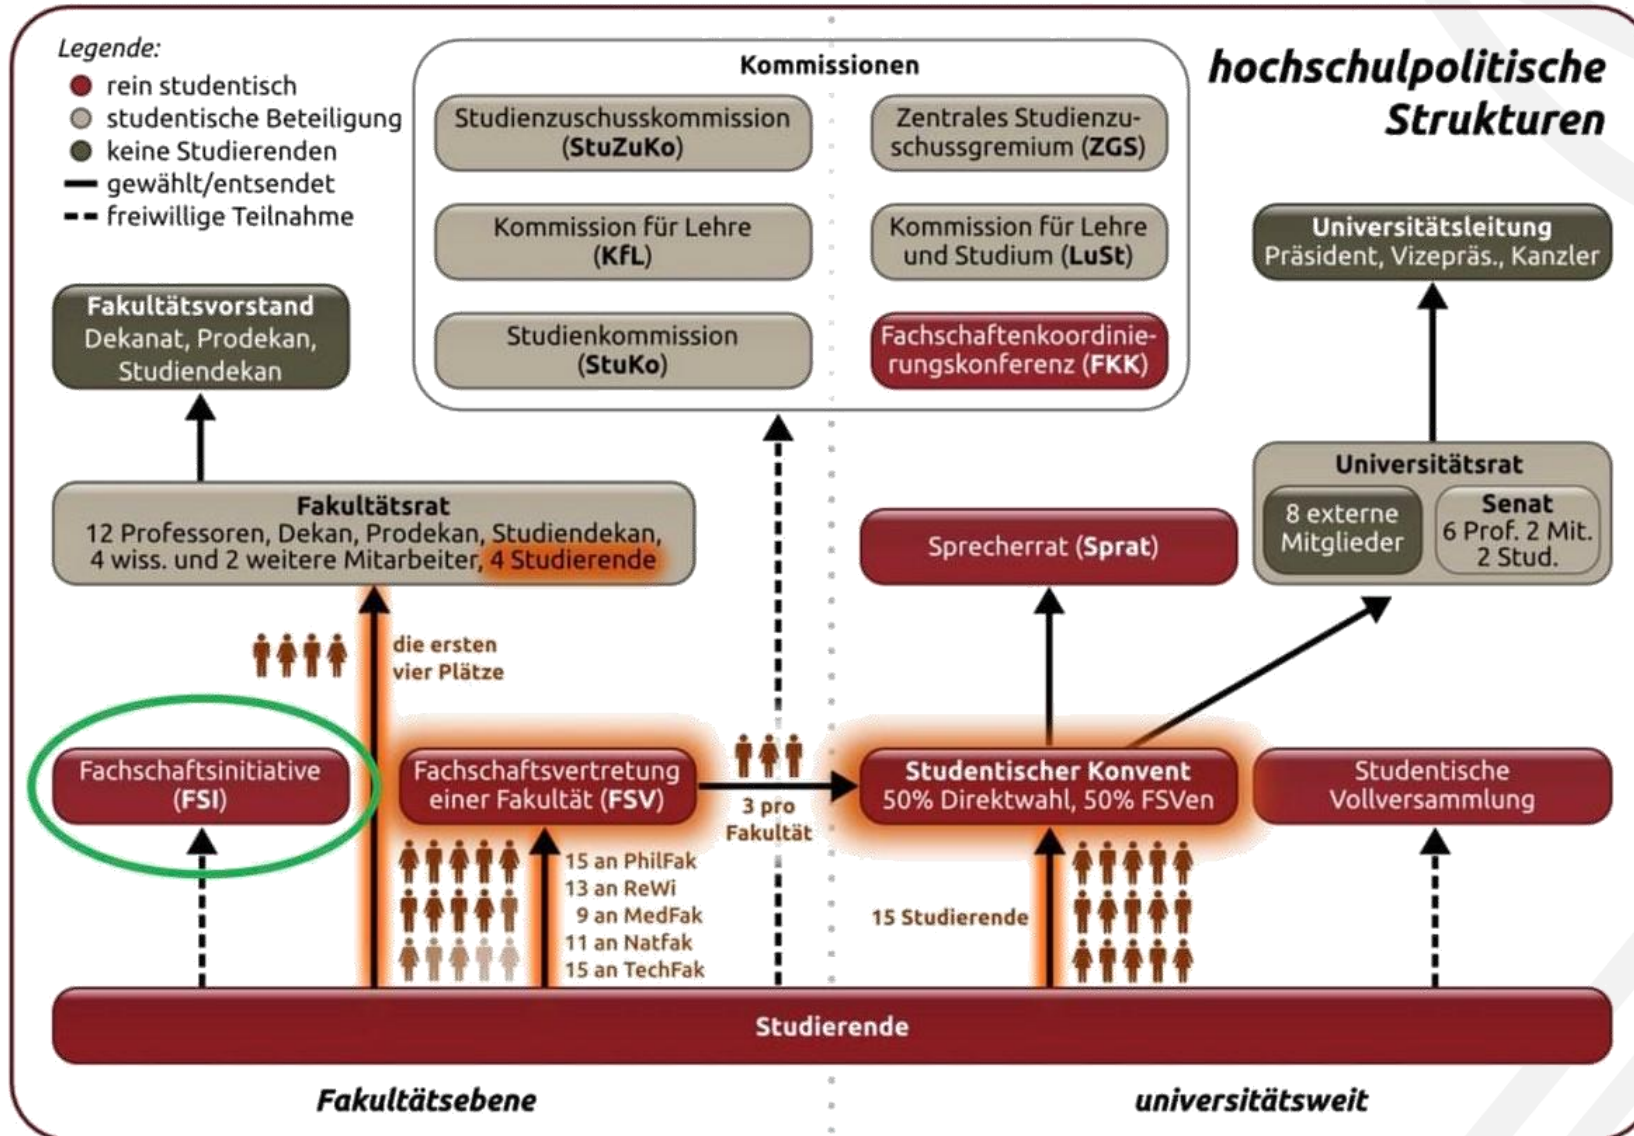 Legende:
rein studentisch
studentische Beteiligung
keine Studierenden
gewählt/entsendet
freiwillige Teilnahme
hochschulpolitische
Strukturen
Kommissionen
Studienzuschusskommission
(StuZuKo)
Zentrales Studienzu-
schussgremium (ZGS)
Kommission für Lehre
(KfL)
Kommission für Lehre
und Studium (LuSt)
Studienkommission
(StuKo)
Fachschaftenkoordinie-
rungskonferenz (FKK)
Universitätsleitung
Präsident, Vizepräs., Kanzler
Fakultätsvorstand
Dekanat, Prodekan,
Studiendekan
Fakultätsrat
12 Professoren, Dekan, Prodekan, Studiendekan,
4 wiss. und 2 weitere Mitarbeiter, 4 Studierende
Sprecherrat (Sprat)
Universitätsrat
8 externe
Mitglieder
Senat
6 Prof. 2 Mit.
2 Stud.
die ersten
vier Plätze
Fachschaftsinitiative
(FSI)
Fachschaftsvertretung
einer Fakultät (FSV)
3 pro
Fakultät
Studentischer Konvent
50% Direktwahl, 50% FSVen
Studentische
Vollversammlung
15 an PhilFak
13 an ReWi
9 an MedFak
11 an Natfak
15 an TechFak
15 Studierende
Studierende
Fakultätsebene
universitätsweit